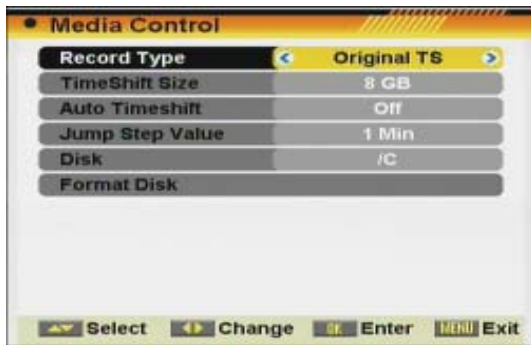 Media Control
Record Type Original TS
TimeShift Size 8 GB
Auto Timeshift Off
Jump Step Value 1 Min
Disk /C
Format Disk
Select Change OK Enter MENU Exit